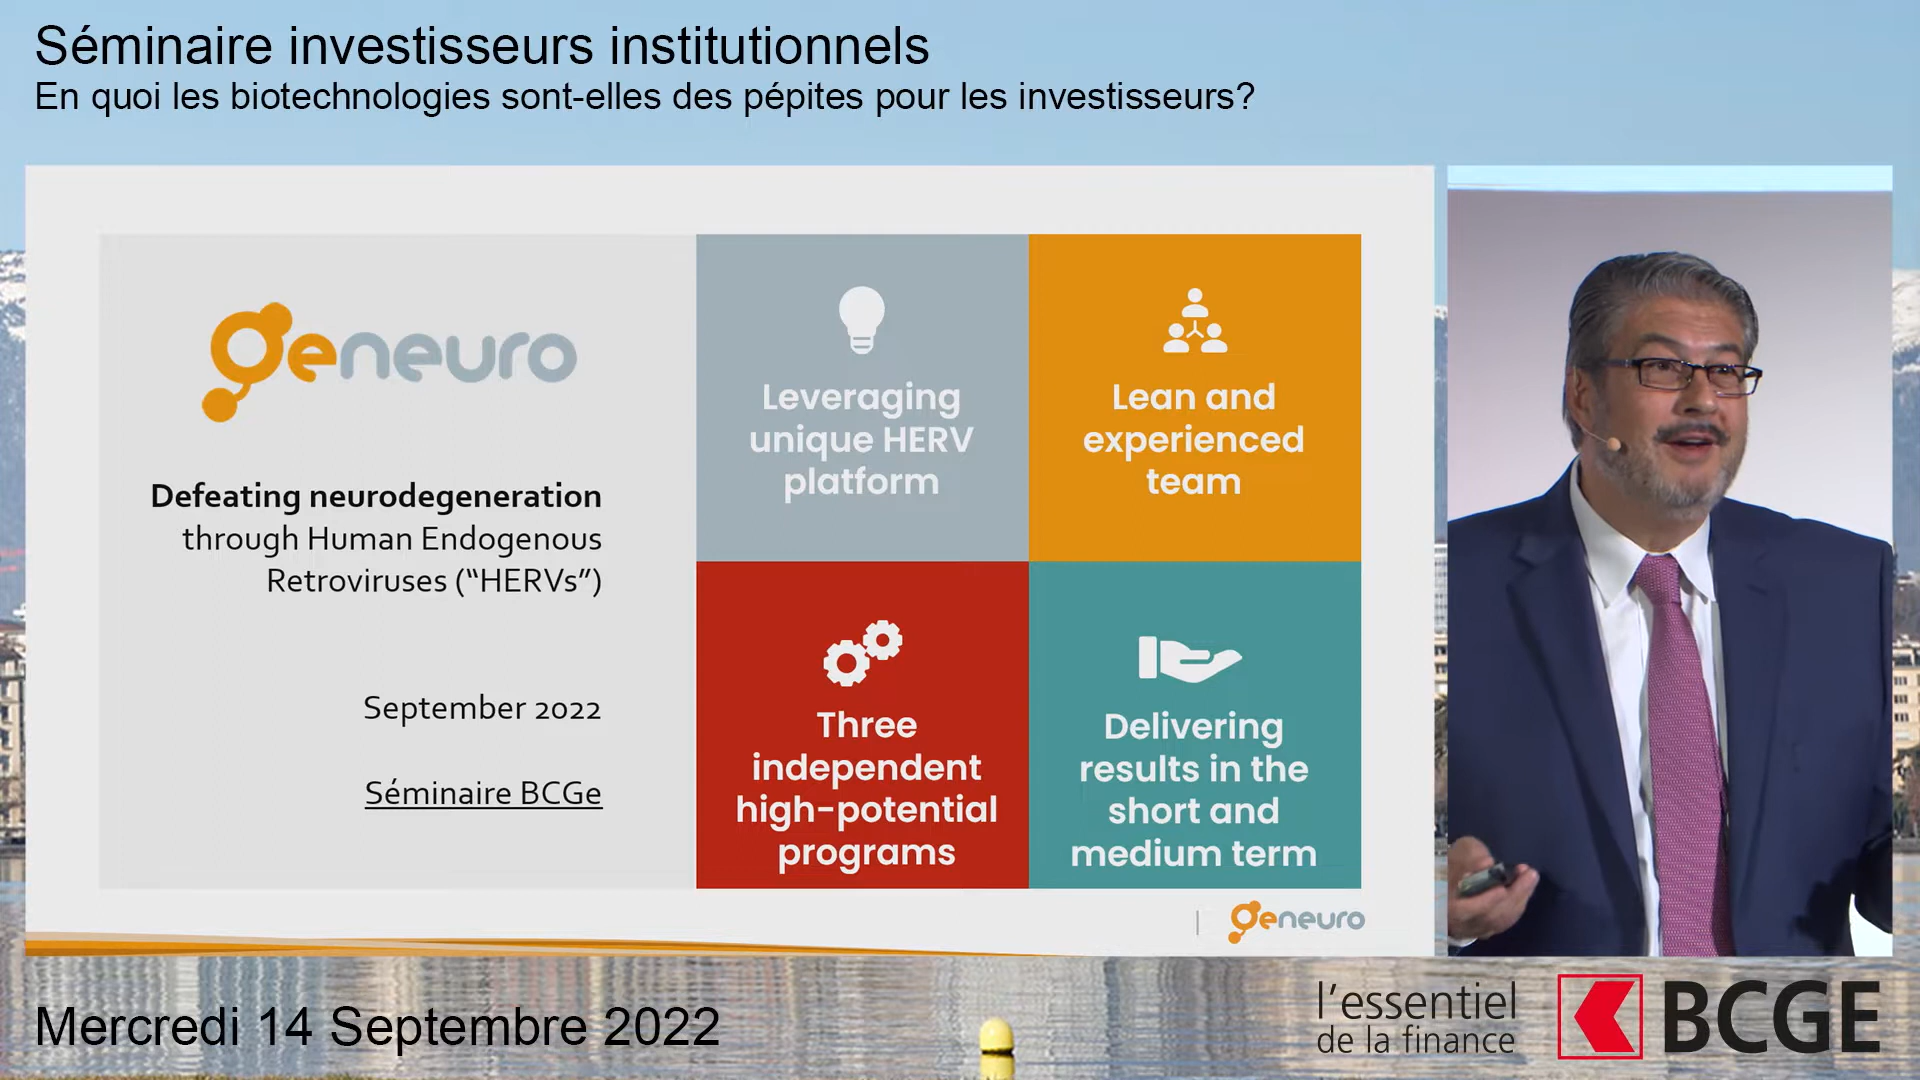 Séminaire investisseurs institutionnels
En quoi les biotechnologies sont-elles des pépites pour les investisseurs?
geneuro
Defeating neurodegeneration
through Human Endogenous
Retroviruses (“HERVs”)
September 2022
Séminaire BCGe
Leveraging
unique HERV
platform
Lean and
experienced
team
Three
independent
high-potential
programs
Delivering
results in the
short and
medium term
geneuro
Mercredi 14 Septembre 2022
l’essentiel
de la finance
BCGE